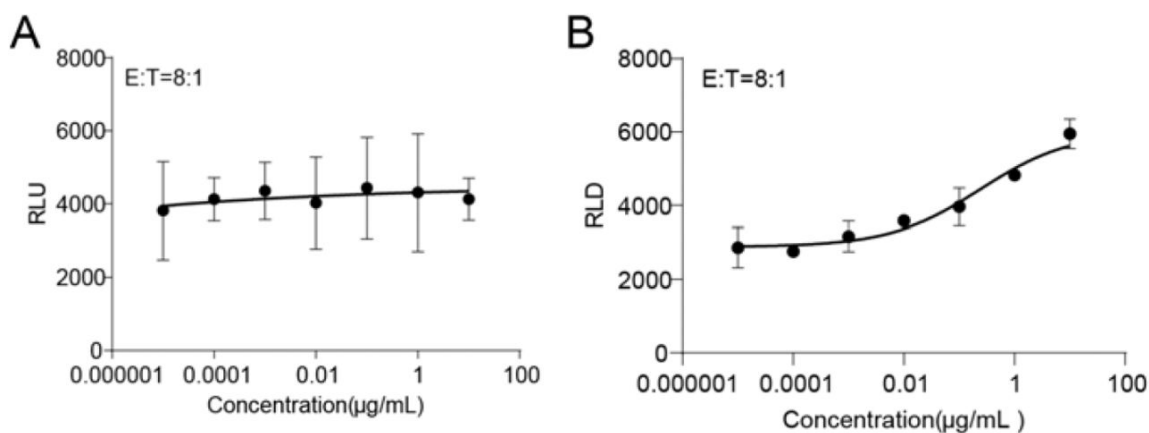 A
8000
E:T=8:1
6000
RLU
4000
2000
0
0.000001 0.0001 0.01 1 100
Concentration(µg/mL)
B
8000
E:T=8:1
6000
RLD
4000
2000
0
0.000001 0.0001 0.01 1 100
Concentration(µg/mL )